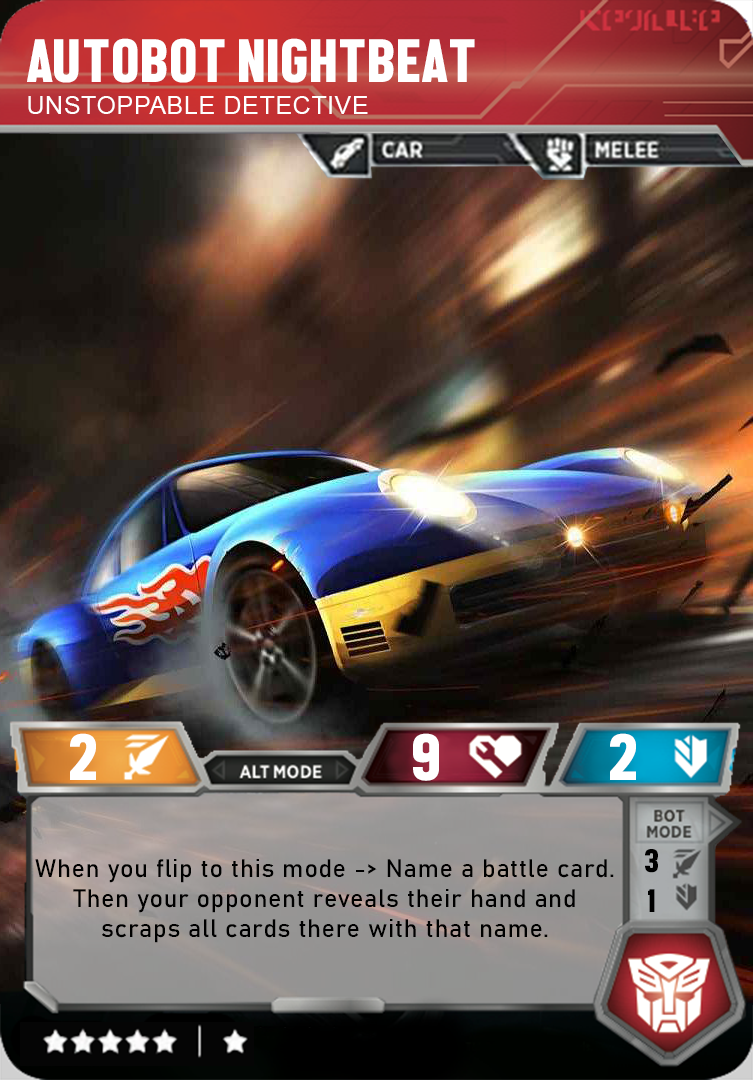 AUTOBOT NIGHTBEAT
UNSTOPPABLE DETECTIVE
CAR
MELEE
2
ALT MODE
9
2
When you flip to this mode -> Name a battle card.
Then your opponent reveals their hand and
scraps all cards there with that name.
BOT
MODE
3
1